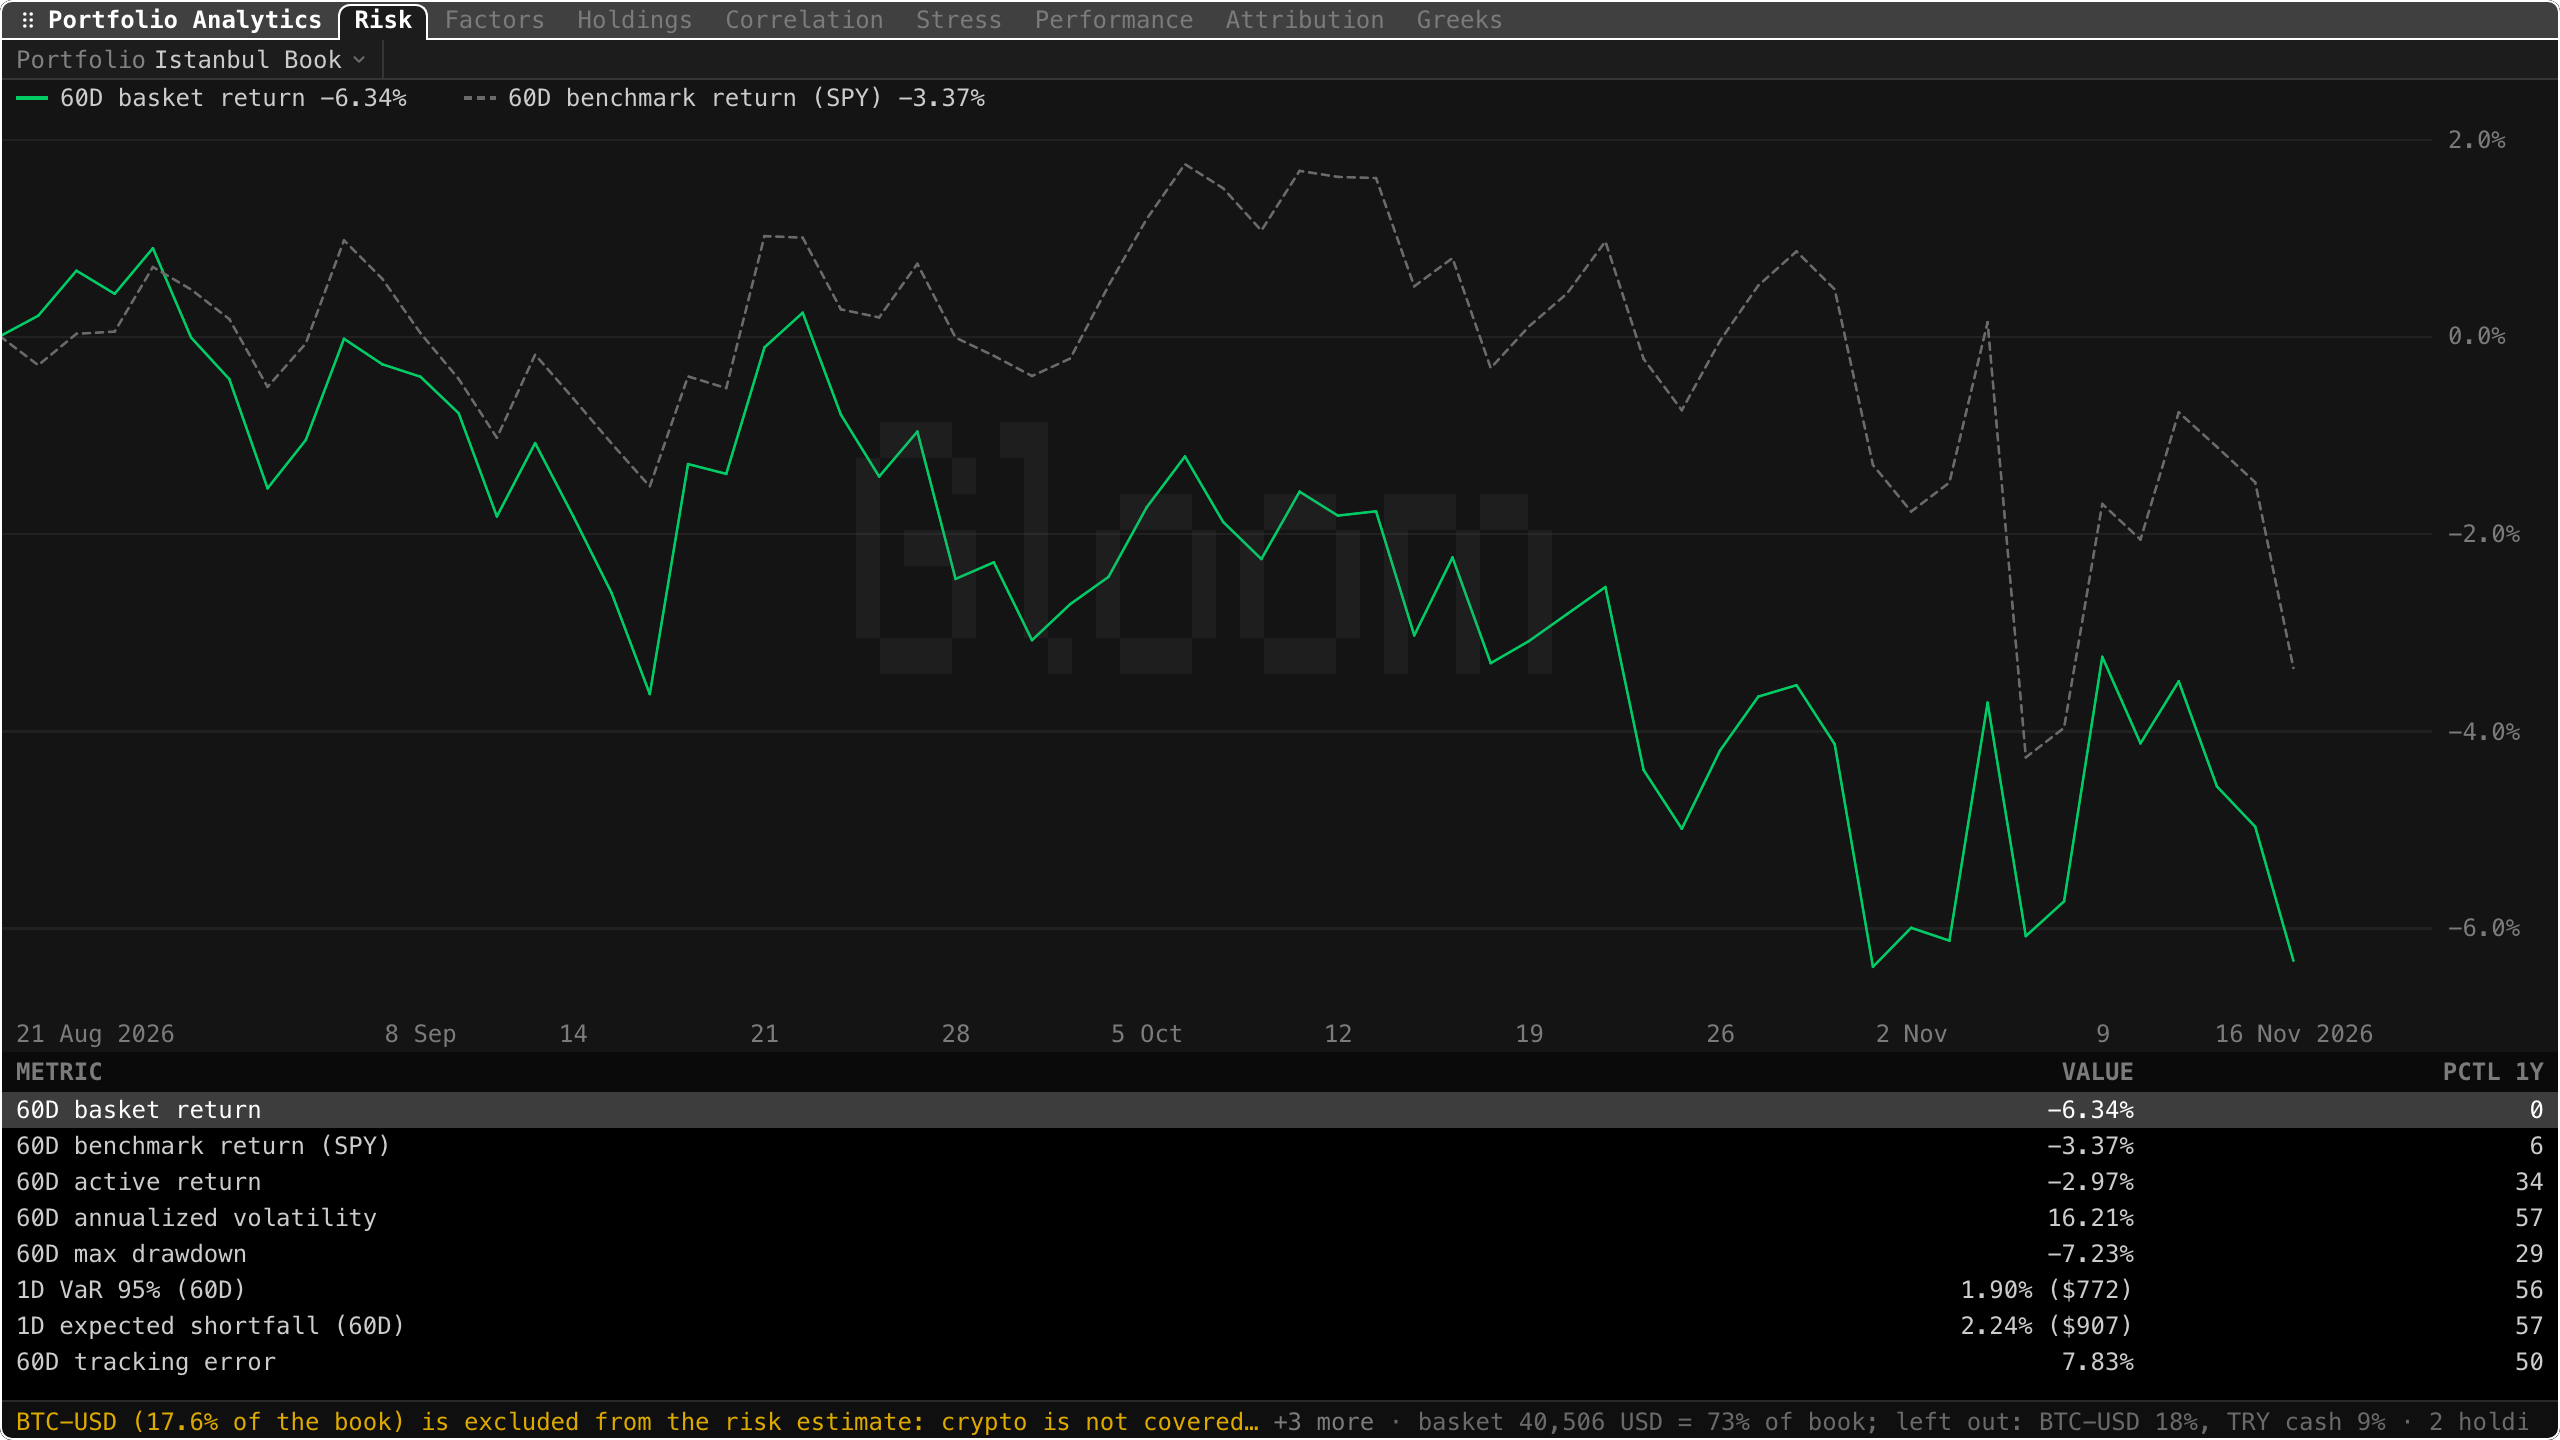 Portfolio Analytics Risk Factors Holdings Correlation Stress Performance Attribution Greeks
Portfolio Istanbul Book
60D basket return −6.34% 60D benchmark return (SPY) −3.37%
2.0%
0.0%
−2.0%
−4.0%
−6.0%
Gloom
21 Aug 2026 8 Sep 14 21 28 5 Oct 12 19 26 2 Nov 9 16 Nov 2026
METRIC VALUE PCTL 1Y
60D basket return −6.34% 0
60D benchmark return (SPY) −3.37% 6
60D active return −2.97% 34
60D annualized volatility 16.21% 57
60D max drawdown −7.23% 29
1D VaR 95% (60D) 1.90% ($772) 56
1D expected shortfall (60D) 2.24% ($907) 57
60D tracking error 7.83% 50
BTC−USD (17.6% of the book) is excluded from the risk estimate: crypto is not covered… +3 more · basket 40,506 USD = 73% of book; left out: BTC−USD 18%, TRY cash 9% · 2 holdi